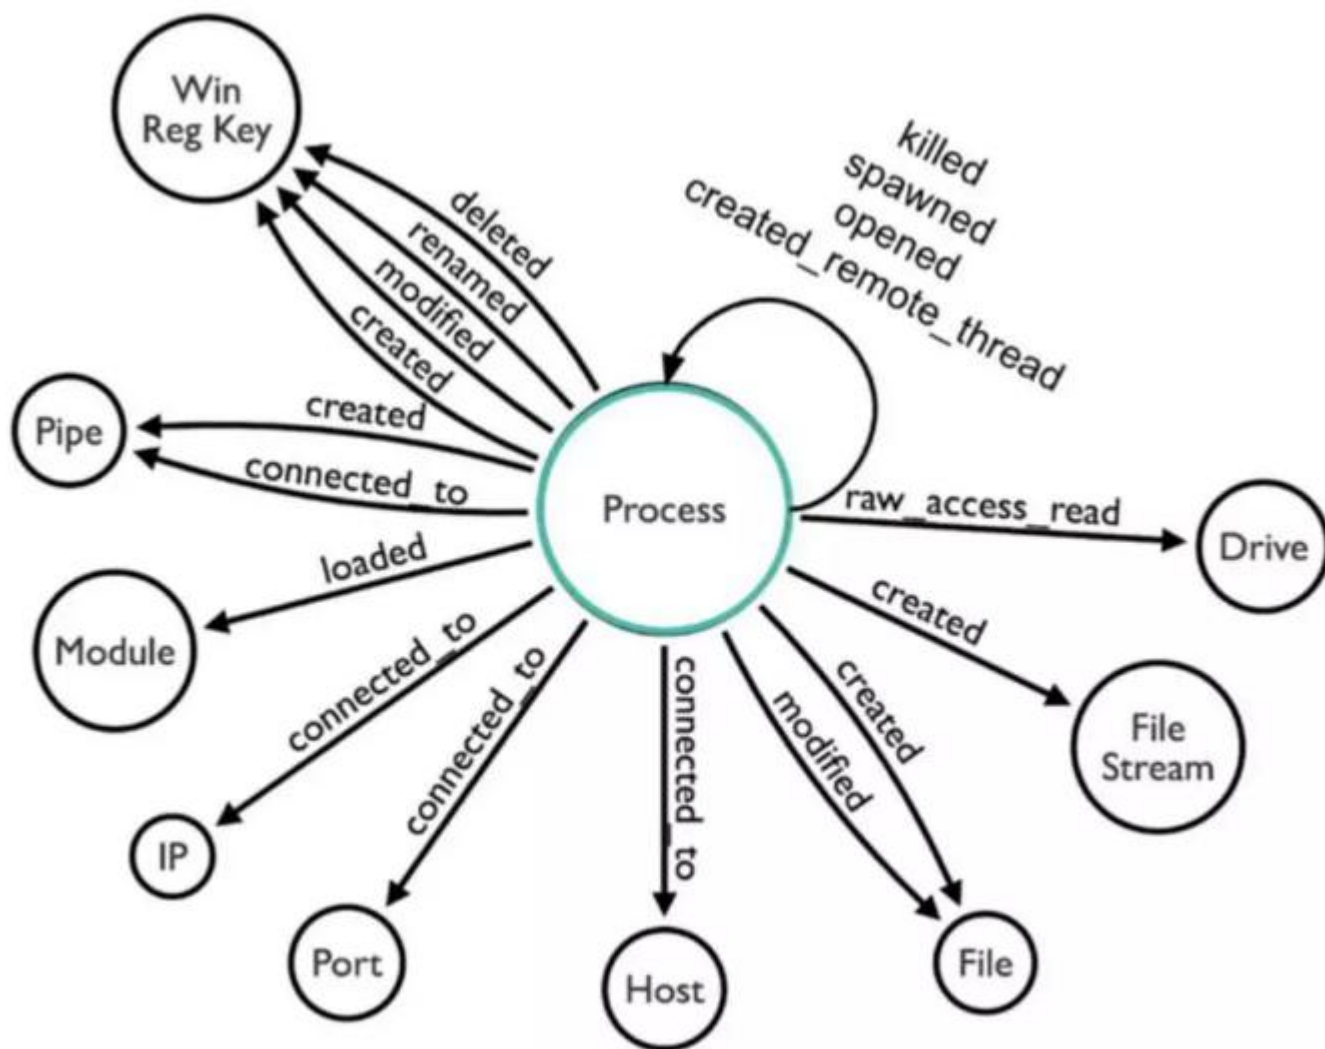 Win
Reg Key
killed
spawned
opened
created_remote_thread
deleted
renamed
modified
created
created
Pipe
connected_to
Process
raw_access_read
Drive
loaded
created
Module
connected_to
connected_to
connected_to
modified
created
File
Stream
IP
Port
Host
File